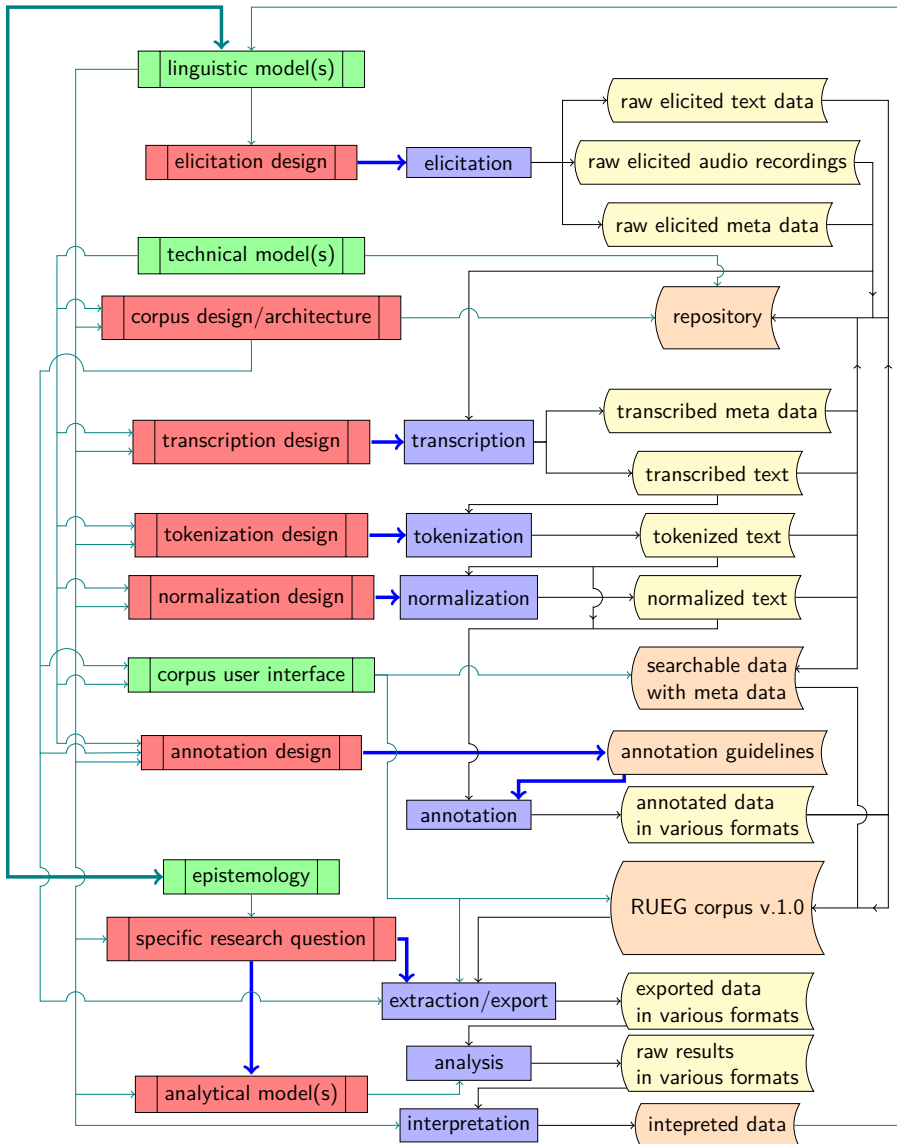 linguistic model(s)
raw elicited text data
elicitation design
elicitation
raw elicited audio recordings
raw elicited meta data
technical model(s)
corpus design/architecture
repository
transcribed meta data
transcription design
transcription
transcribed text
tokenization design
tokenization
tokenized text
normalization design
normalization
normalized text
corpus user interface
searchable data
with meta data
annotation design
annotation guidelines
annotation
annotated data
in various formats
epistemology
RUEG corpus v.1.0
specific research question
extraction/export
exported data
in various formats
analysis
raw results
in various formats
analytical model(s)
interpretation
intepreted data